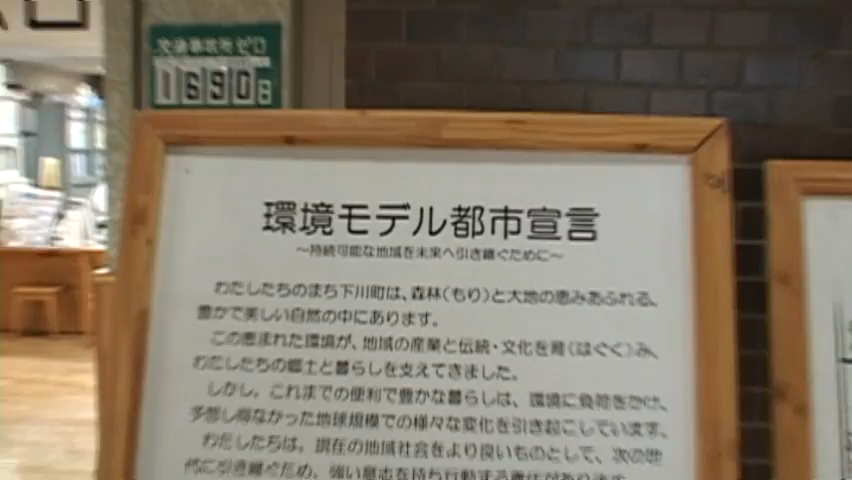 交通事故死ゼロ
1690日
環境モデル都市宣言
～持続可能な地域を未来へ引き継ぐために～
わたしたちのまち下川町は、森林（もり）と大地の恵みあふれる、
豊かで美しい自然の中にあります。
この恵まれた環境が、地域の産業と伝統・文化を育（はぐく）み、
わたしたちの郷土と暮らしを支えてきました。
しかし、これまでの便利で豊かな暮らしは、環境に負荷をかけ、
予想し得なかった地球規模での様々な変化を引き起こしています。
わたしたちは、現在の地域社会をより良いものとして、次の世
代に引き継ぐため、強い意志を持ち行動する責任があります